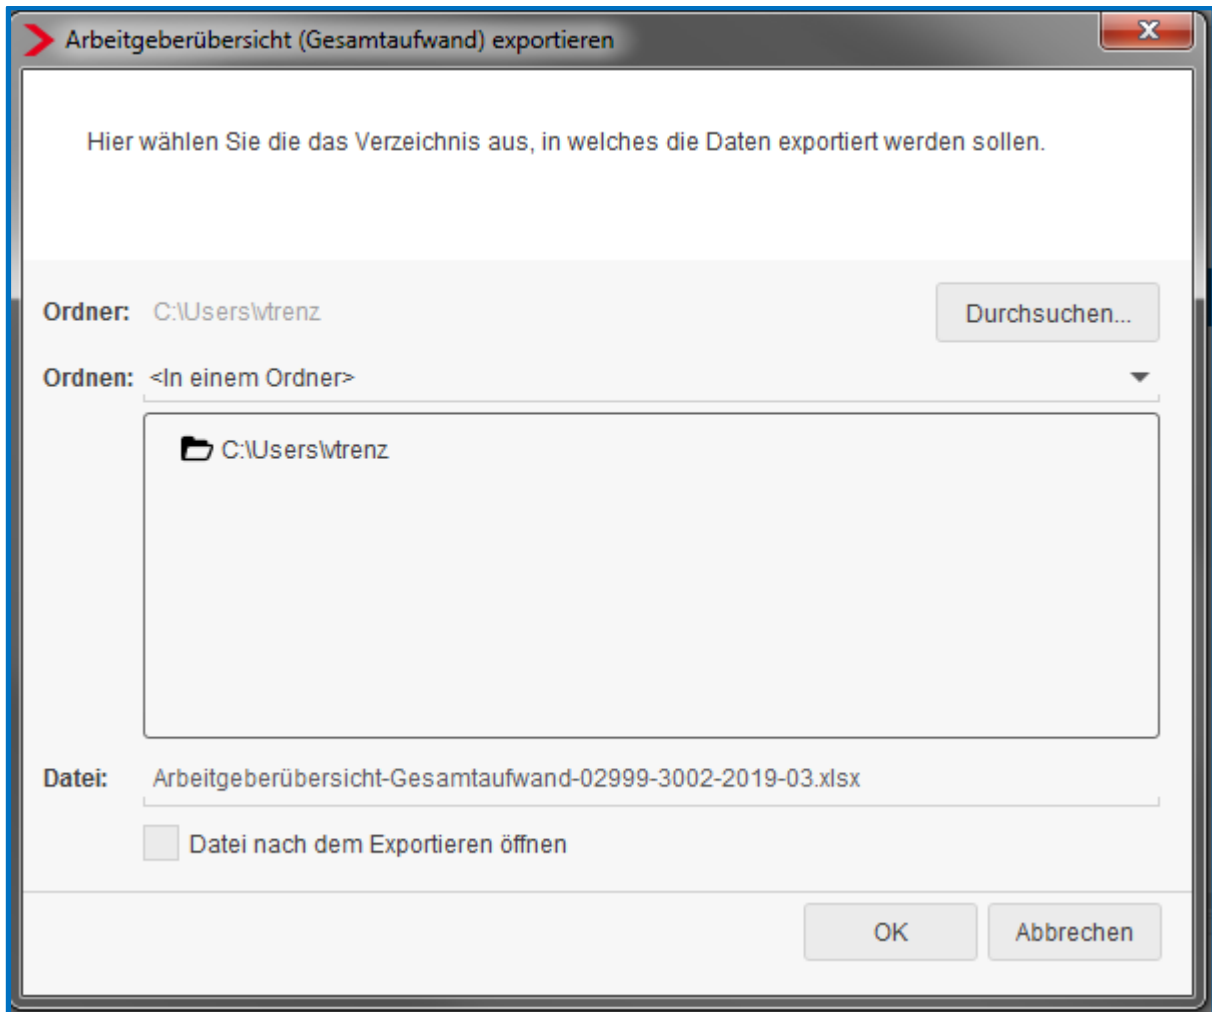 Arbeitgeberübersicht (Gesamtaufwand) exportieren
Hier wählen Sie die das Verzeichnis aus, in welches die Daten exportiert werden sollen.
Ordner: C:\Users\vtrenz Durchsuchen...
Ordnen: <In einem Ordner>
C:\Users\vtrenz
Datei: Arbeitgeberübersicht-Gesamtaufwand-02999-3002-2019-03.xlsx
Datei nach dem Exportieren öffnen
OK Abbrechen